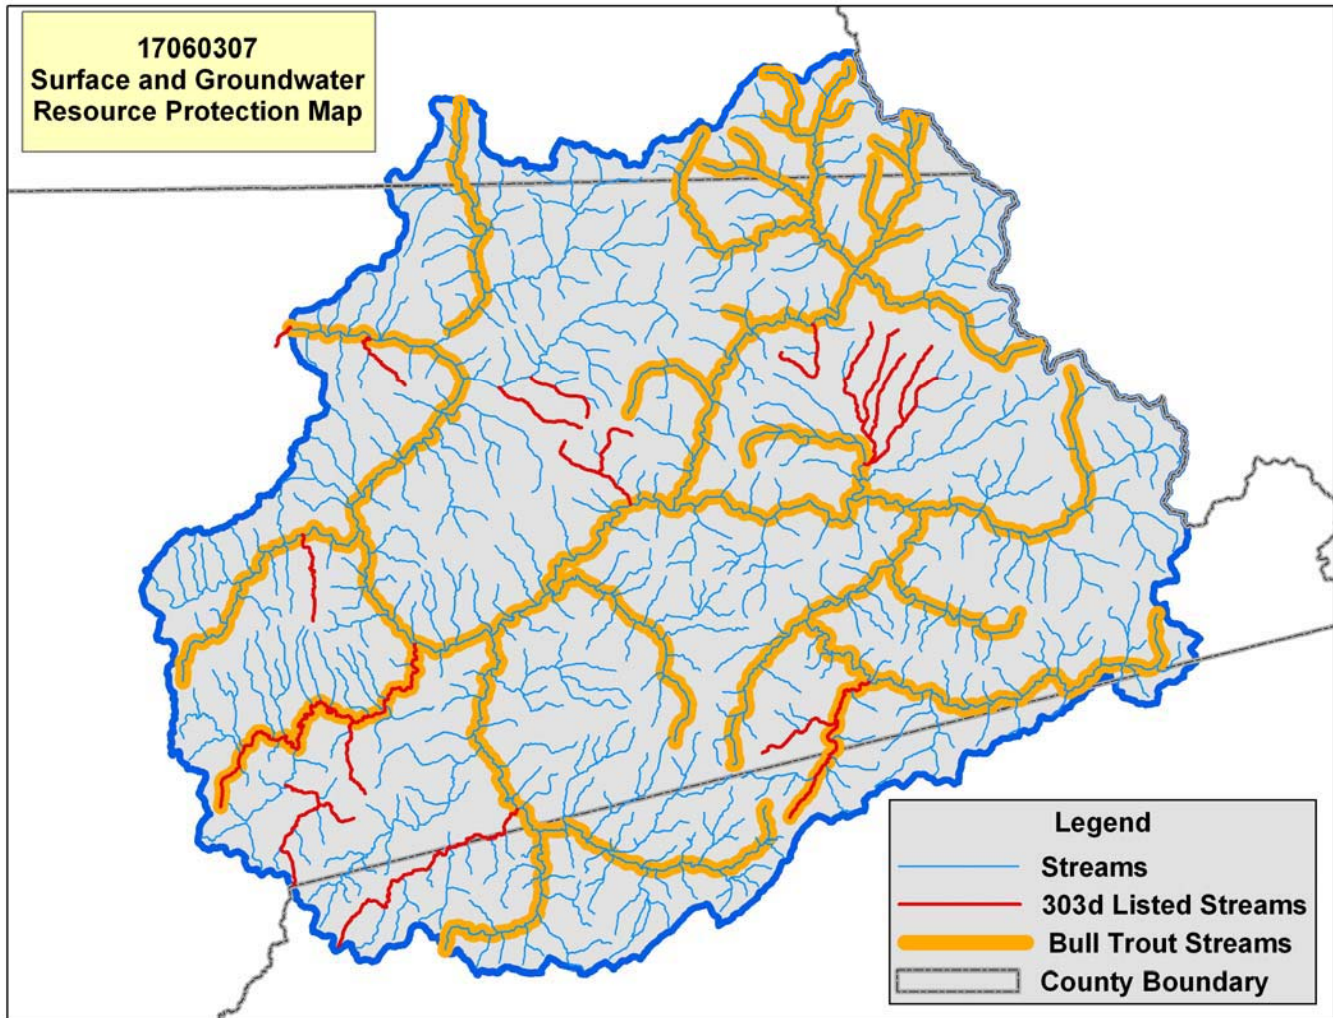 17060307
Surface and Groundwater
Resource Protection Map
Legend
Streams
303d Listed Streams
Bull Trout Streams
County Boundary